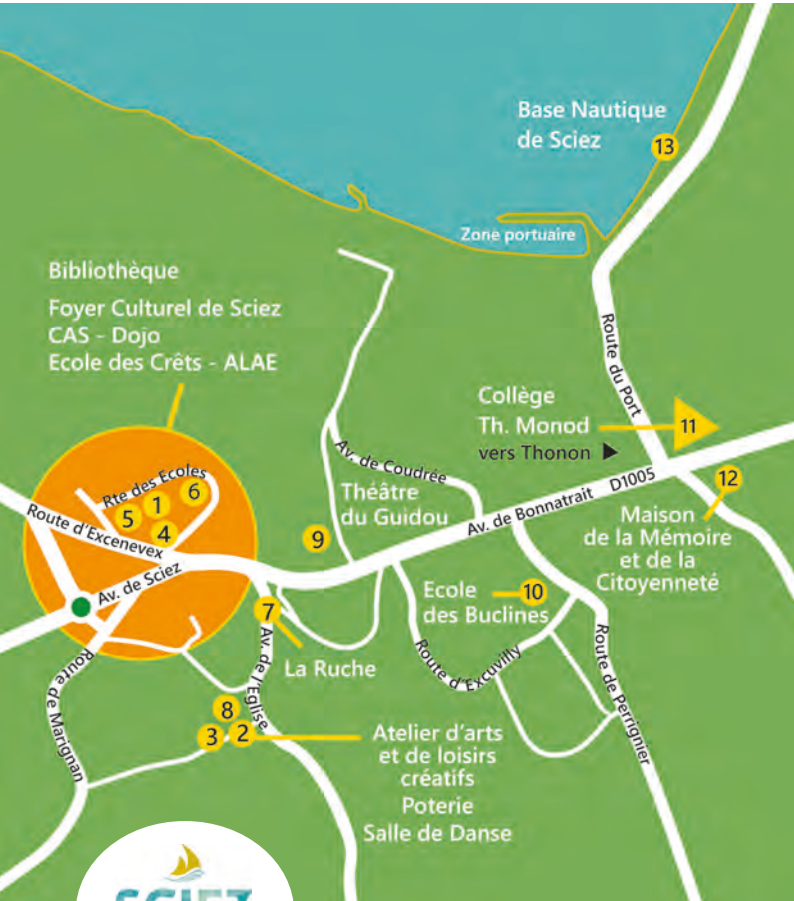 Base Nautique
de Sciez
13
Zone portuaire
Bibliothèque
Foyer Culturel de Sciez
CAS - Dojo
Ecole des Crêts - ALAE
Route du Port
Collège
Th. Monod
vers Thonon
11
Rte des Ecoles
6
1
5
4
Route d'Excenevex
Av. de Sciez
Av. de Coudrée
Théâtre
du Guidou
9
Av. de Bonnatrait
D1005
12
Maison
de la Mémoire
et de la
Citoyenneté
Ecole
des Buclines
10
7
La Ruche
Av. de l'Eglise
Route d'Excuvilly
Route de Perrignier
Route de Marignan
8
3
2
Atelier d'arts
et de loisirs
créatifs
Poterie
Salle de Danse
SCIEZ